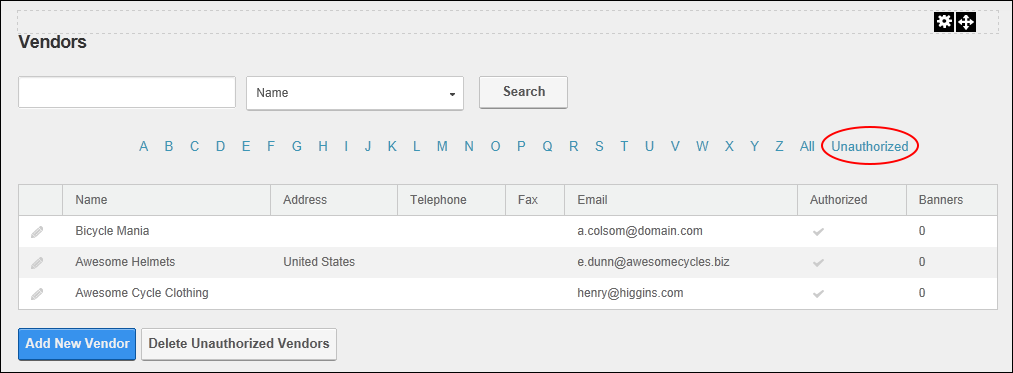 Vendors
Name Search
A B C D E F G H I J K L M N O P Q R S T U V W X Y Z All Unauthorized
Name Address Telephone Fax Email Authorized Banners
Bicycle Mania a.colsom@domain.com 0
Awesome Helmets United States e.dunn@awesomecycles.biz 0
Awesome Cycle Clothing henry@higgins.com 0
Add New Vendor Delete Unauthorized Vendors